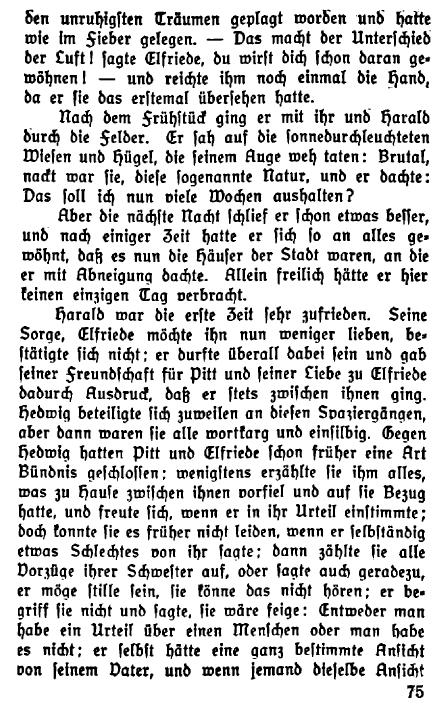 den unruhigsten Träumen geplagt worden und hatte
wie im Fieber gelegen. — Das macht der Unterschied
der Luft! sagte Elfriede, du wirst dich schon daran ge-
wöhnen! — und reichte ihm noch einmal die Hand,
da er sie das erstemal übersehen hatte.
Nach dem Frühstück ging er mit ihr und Harald
durch die Felder. Er sah auf die sonnedurchleuchteten
Wiesen und Hügel, die seinem Auge weh taten: Brutal,
nackt war sie, diese sogenannte Natur, und er dachte:
Das soll ich nun viele Wochen aushalten?
Aber die nächste Nacht schlief er schon etwas besser,
und nach einiger Zeit hatte er sich so an alles ge-
wöhnt, daß es nun die Häuser der Stadt waren, an die
er mit Abneigung dachte. Allein freilich hätte er hier
keinen einzigen Tag verbracht.
Harald war die erste Zeit sehr zufrieden. Seine
Sorge, Elfriede möchte ihn nun weniger lieben, be-
stätigte sich nicht; er durfte überall dabei sein und gab
seiner Freundschaft für Pitt und seiner Liebe zu Elfriede
dadurch Ausdruck, daß er stets zwischen ihnen ging.
Hedwig beteiligte sich zuweilen an diesen Spaziergängen,
aber dann waren sie alle wortkarg und einsilbig. Gegen
Hedwig hatten Pitt und Elfriede schon früher eine Art
Bündnis geschlossen; wenigstens erzählte sie ihm alles,
was zu Hause zwischen ihnen vorfiel und auf sie Bezug
hatte, und freute sich, wenn er in ihr Urteil einstimmte;
doch konnte sie es früher nicht leiden, wenn er selbständig
etwas Schlechtes von ihr sagte; dann zählte sie alle
Vorzüge ihrer Schwester auf, oder sagte auch geradezu,
er möge stille sein, sie könne das nicht hören; er be-
griff sie nicht und sagte, sie wäre feige: Entweder man
habe ein Urteil über einen Menschen oder man habe
es nicht; er selbst hätte eine ganz bestimmte Ansicht
von seinem Vater, und wenn jemand dieselbe Ansicht
75